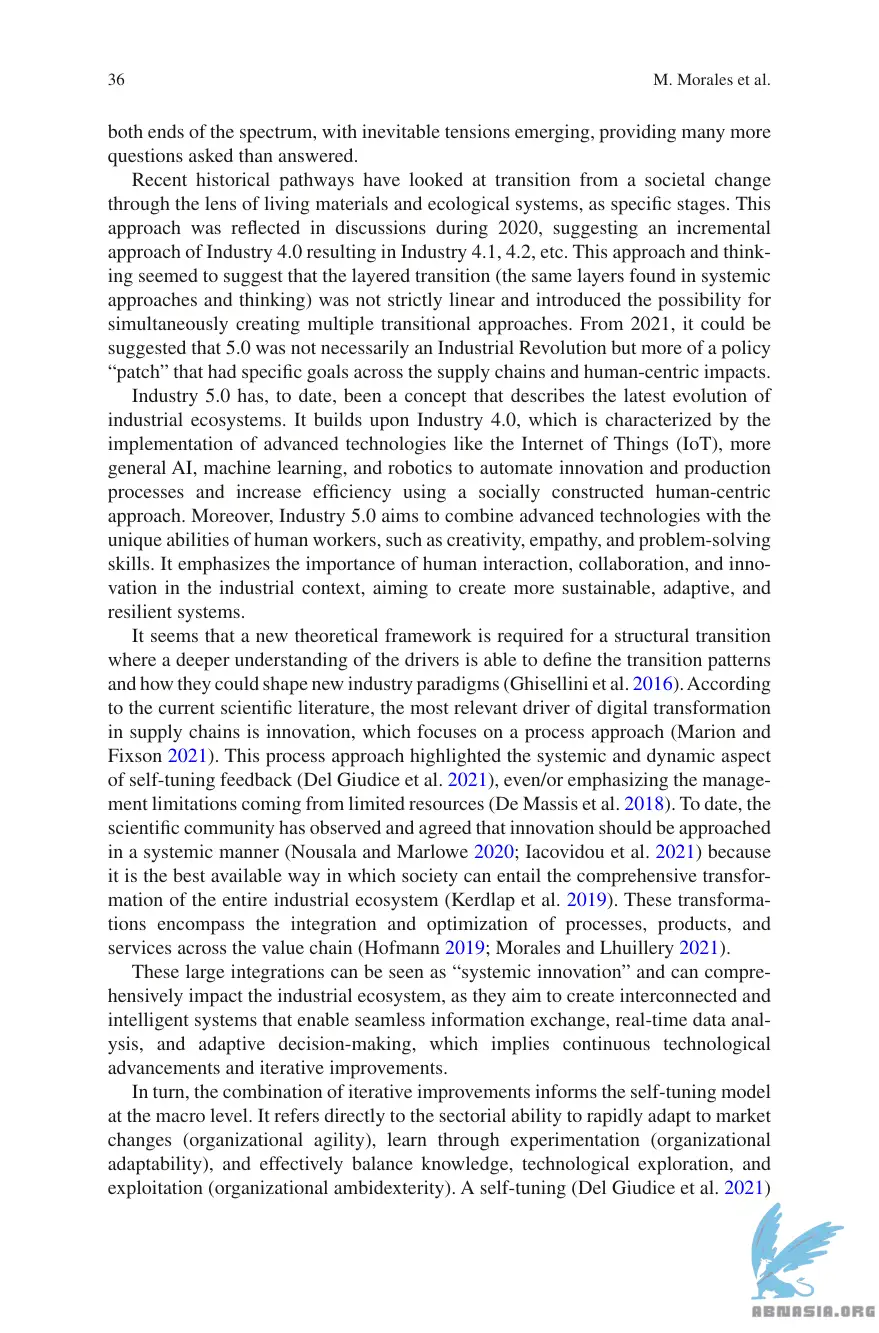 36
M. Morales et al.
both ends of the spectrum, with inevitable tensions emerging, providing many more
questions asked than answered.
Recent historical pathways have looked at transition from a societal change
through the lens of living materials and ecological systems, as specific stages. This
approach was reflected in discussions during 2020, suggesting an incremental
approach of Industry 4.0 resulting in Industry 4.1, 4.2, etc. This approach and think-
ing seemed to suggest that the layered transition (the same layers found in systemic
approaches and thinking) was not strictly linear and introduced the possibility for
simultaneously creating multiple transitional approaches. From 2021, it could be
suggested that 5.0 was not necessarily an Industrial Revolution but more of a policy
“patch” that had specific goals across the supply chains and human-centric impacts.
Industry 5.0 has, to date, been a concept that describes the latest evolution of
industrial ecosystems. It builds upon Industry 4.0, which is characterized by the
implementation of advanced technologies like the Internet of Things (IoT), more
general AI, machine learning, and robotics to automate innovation and production
processes and increase efficiency using a socially constructed human-centric
approach. Moreover, Industry 5.0 aims to combine advanced technologies with the
unique abilities of human workers, such as creativity, empathy, and problem-solving
skills. It emphasizes the importance of human interaction, collaboration, and inno-
vation in the industrial context, aiming to create more sustainable, adaptive, and
resilient systems.
It seems that a new theoretical framework is required for a structural transition
where a deeper understanding of the drivers is able to define the transition patterns
and how they could shape new industry paradigms (Ghisellini et al. 2016). According
to the current scientific literature, the most relevant driver of digital transformation
in supply chains is innovation, which focuses on a process approach (Marion and
Fixson 2021). This process approach highlighted the systemic and dynamic aspect
of self-tuning feedback (Del Giudice et al. 2021), even/or emphasizing the manage-
ment limitations coming from limited resources (De Massis et al. 2018). To date, the
scientific community has observed and agreed that innovation should be approached
in a systemic manner (Nousala and Marlowe 2020; Iacovidou et al. 2021) because
it is the best available way in which society can entail the comprehensive transfor-
mation of the entire industrial ecosystem (Kerdlap et al. 2019). These transforma-
tions encompass the integration and optimization of processes, products, and
services across the value chain (Hofmann 2019; Morales and Lhuillery 2021).
These large integrations can be seen as “systemic innovation” and can compre-
hensively impact the industrial ecosystem, as they aim to create interconnected and
intelligent systems that enable seamless information exchange, real-time data anal-
ysis, and adaptive decision-making, which implies continuous technological
advancements and iterative improvements.
In turn, the combination of iterative improvements informs the self-tuning model
at the macro level. It refers directly to the sectorial ability to rapidly adapt to market
changes (organizational agility), learn through experimentation (organizational
adaptability), and effectively balance knowledge, technological exploration, and
exploitation (organizational ambidexterity). A self-tuning (Del Giudice et al. 2021)
ABNASIA.ORG